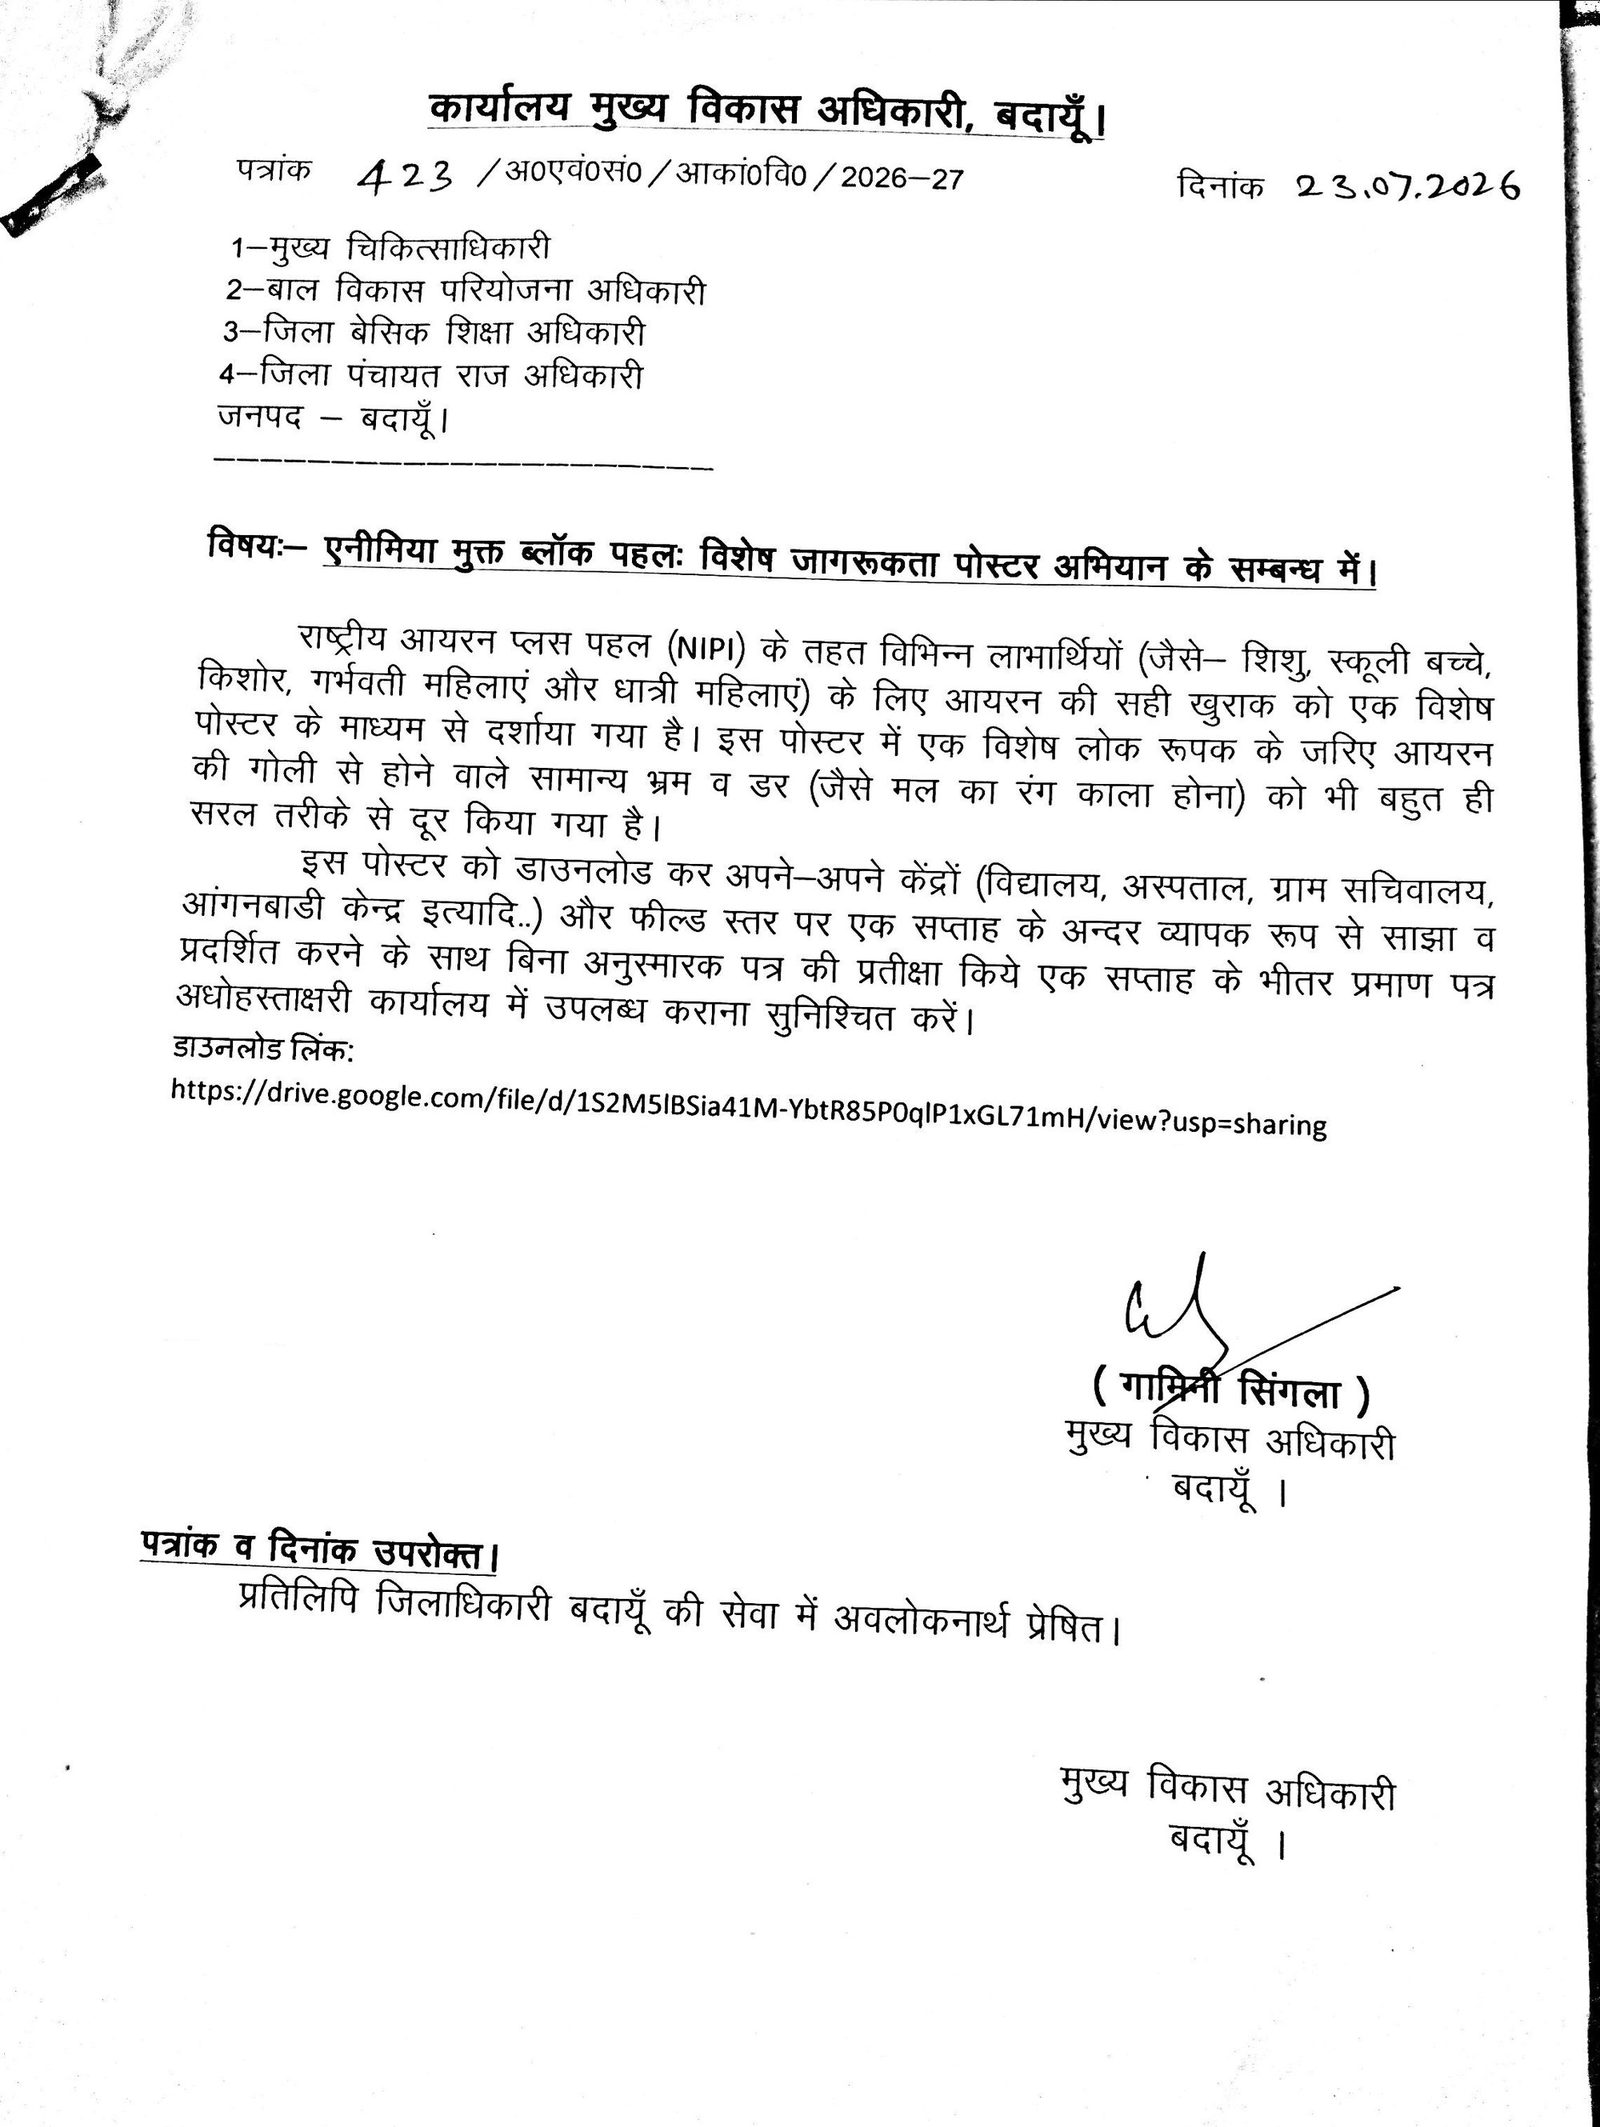 कार्यालय मुख्य विकास अधिकारी, बदायूँ।
पत्रांक 423 /अ0एवं0सं0/आकां0वि0/2026–27 दिनांक 23.07.2026
1–मुख्य चिकित्साधिकारी
2–बाल विकास परियोजना अधिकारी
3–जिला बेसिक शिक्षा अधिकारी
4–जिला पंचायत राज अधिकारी
जनपद – बदायूँ।
विषयः– एनीमिया मुक्त ब्लॉक पहलः विशेष जागरूकता पोस्टर अभियान के सम्बन्ध में।
राष्ट्रीय आयरन प्लस पहल (NIPI) के तहत विभिन्न लाभार्थियों (जैसे– शिशु, स्कूली बच्चे,
किशोर, गर्भवती महिलाएं और धात्री महिलाएं) के लिए आयरन की सही खुराक को एक विशेष
पोस्टर के माध्यम से दर्शाया गया है। इस पोस्टर में एक विशेष लोक रूपक के जरिए आयरन
की गोली से होने वाले सामान्य भ्रम व डर (जैसे मल का रंग काला होना) को भी बहुत ही
सरल तरीके से दूर किया गया है।
इस पोस्टर को डाउनलोड कर अपने–अपने केंद्रों (विद्यालय, अस्पताल, ग्राम सचिवालय,
आंगनबाडी केन्द्र इत्यादि..) और फील्ड स्तर पर एक सप्ताह के अन्दर व्यापक रूप से साझा व
प्रदर्शित करने के साथ बिना अनुस्मारक पत्र की प्रतीक्षा किये एक सप्ताह के भीतर प्रमाण पत्र
अधोहस्ताक्षरी कार्यालय में उपलब्ध कराना सुनिश्चित करें।
डाउनलोड लिंक:
https://drive.google.com/file/d/1S2M5lBSia41M-YbtR85P0qlP1xGL71mH/view?usp=sharing
( गामिनी सिंगला )
मुख्य विकास अधिकारी
बदायूँ ।
पत्रांक व दिनांक उपरोक्त।
प्रतिलिपि जिलाधिकारी बदायूँ की सेवा में अवलोकनार्थ प्रेषित।
मुख्य विकास अधिकारी
बदायूँ ।